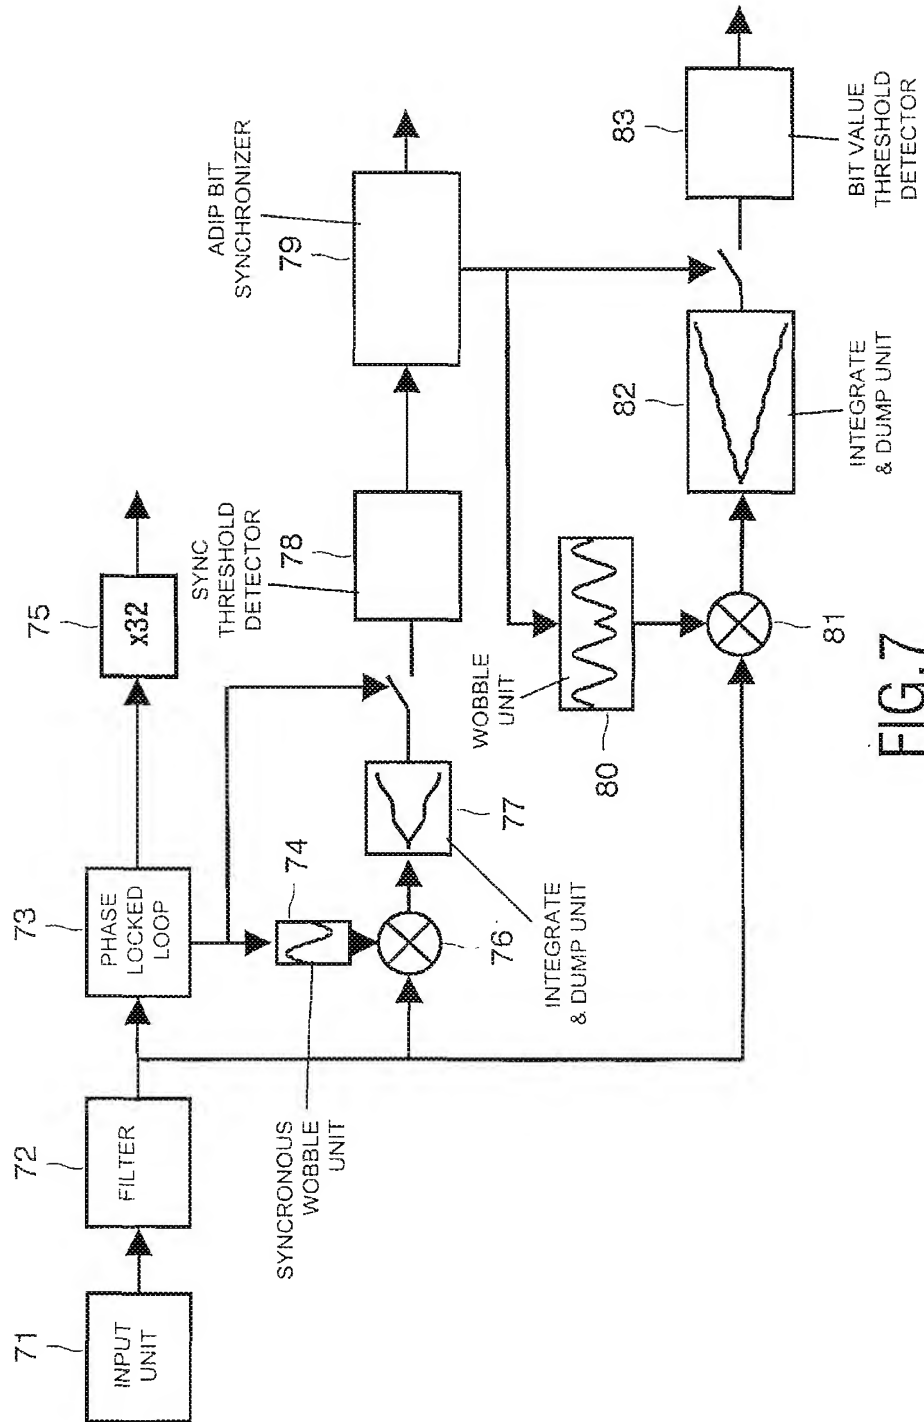 71
INPUT
UNIT
72
FILTER
73
PHASE
LOCKED
LOOP
75
x32
SYNCRONOUS
WOBBLE
UNIT
74
76
77
INTEGRATE
& DUMP UNIT
SYNC
THRESHOLD
DETECTOR
78
ADIP BIT
SYNCHRONIZER
79
WOBBLE
UNIT
80
81
82
INTEGRATE
& DUMP UNIT
83
BIT VALUE
THRESHOLD
DETECTOR
FIG.7